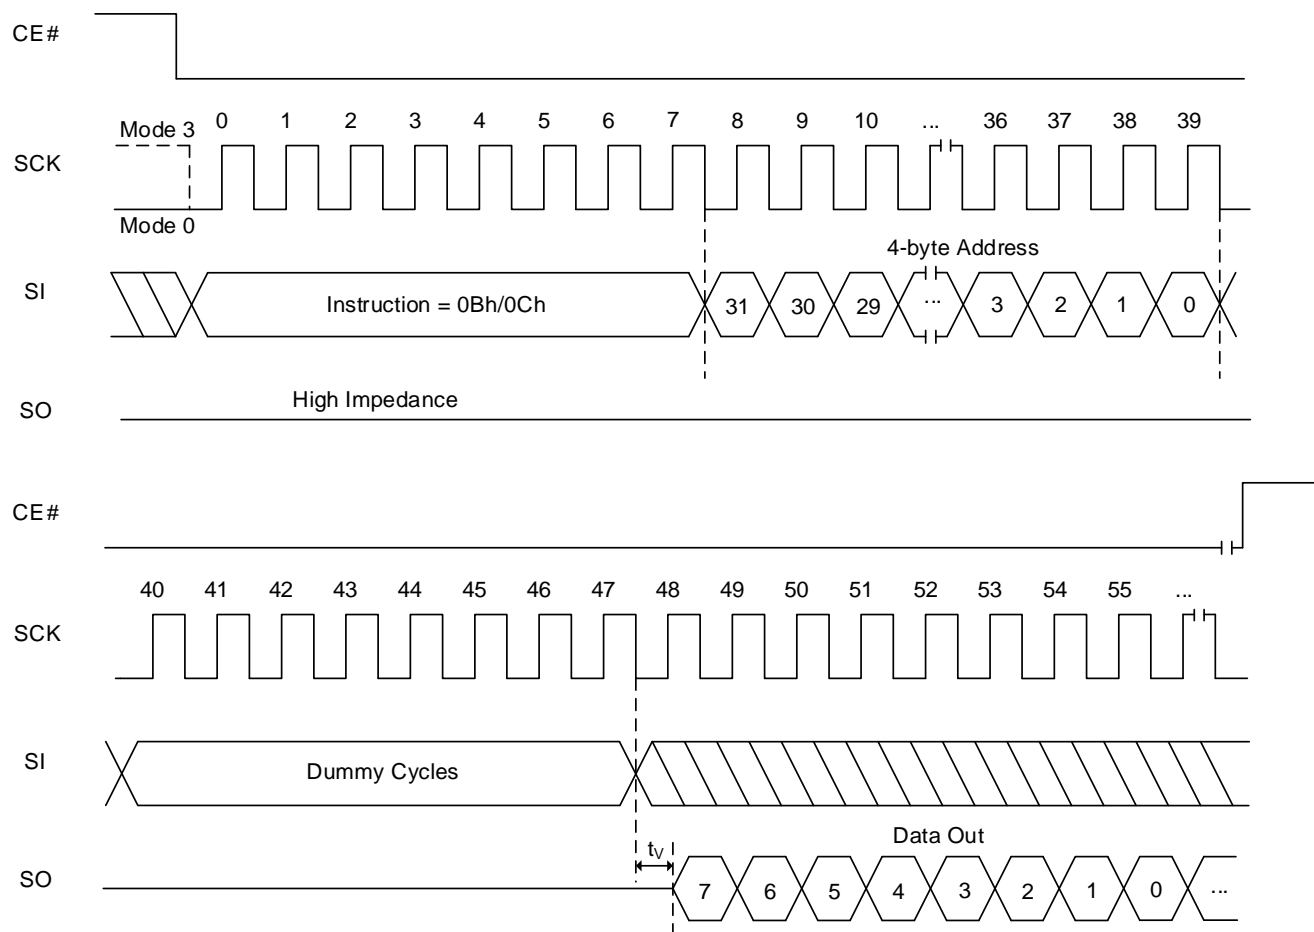 CE#
Mode 3 0 1 2 3 4 5 6 7 8 9 10 ... 36 37 38 39
SCK
Mode 0
4-byte Address
SI Instruction = 0Bh/0Ch 31 30 29 ... 3 2 1 0
High Impedance
SO
CE#
40 41 42 43 44 45 46 47 48 49 50 51 52 53 54 55 ...
SCK
SI Dummy Cycles
Data Out
tV
SO 7 6 5 4 3 2 1 0 ...